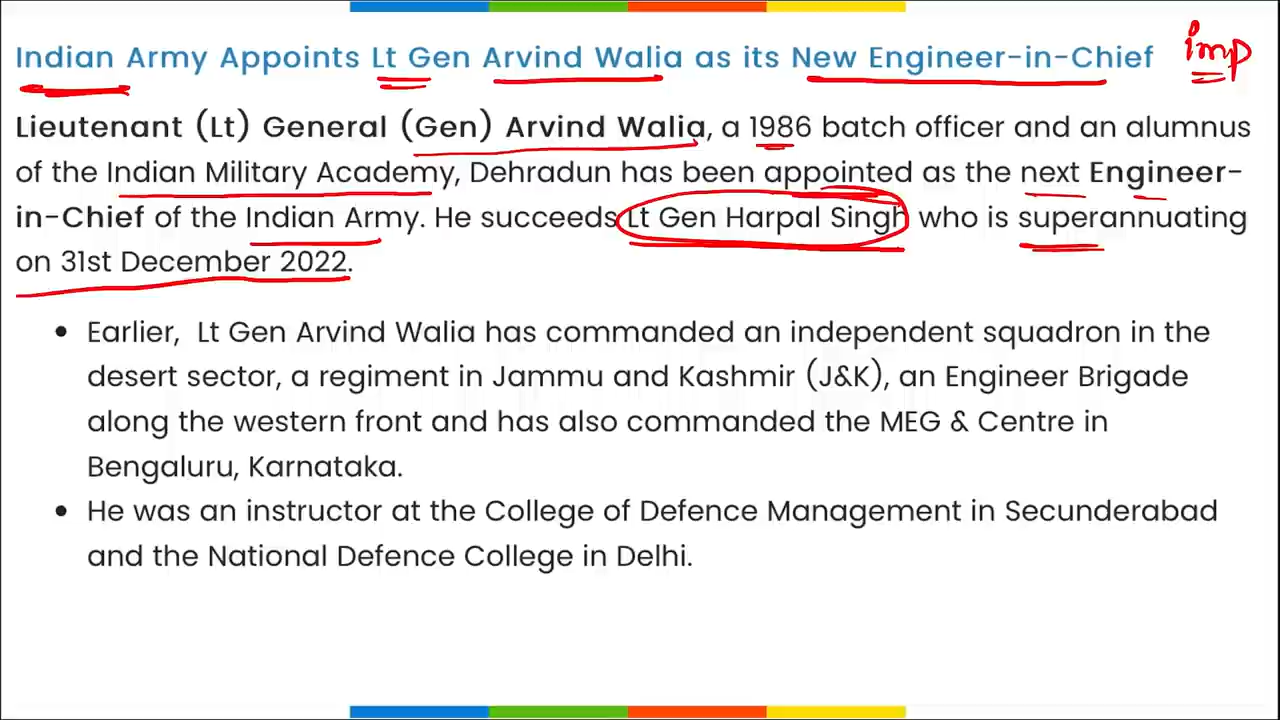 Indian Army Appoints Lt Gen Arvind Walia as its New Engineer-in-Chief imp
Lieutenant (Lt) General (Gen) Arvind Walia, a 1986 batch officer and an alumnus
of the Indian Military Academy, Dehradun has been appointed as the next Engineer-
in-Chief of the Indian Army. He succeeds Lt Gen Harpal Singh who is superannuating
on 31st December 2022.
• Earlier, Lt Gen Arvind Walia has commanded an independent squadron in the
desert sector, a regiment in Jammu and Kashmir (J&K), an Engineer Brigade
along the western front and has also commanded the MEG & Centre in
Bengaluru, Karnataka.
• He was an instructor at the College of Defence Management in Secunderabad
and the National Defence College in Delhi.